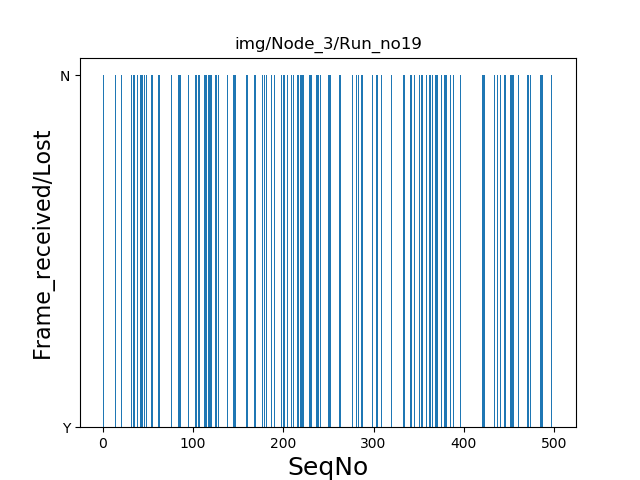 img/Node_3/Run_no19
N
Frame_received/Lost
Y
0 100 200 300 400 500
SeqNo